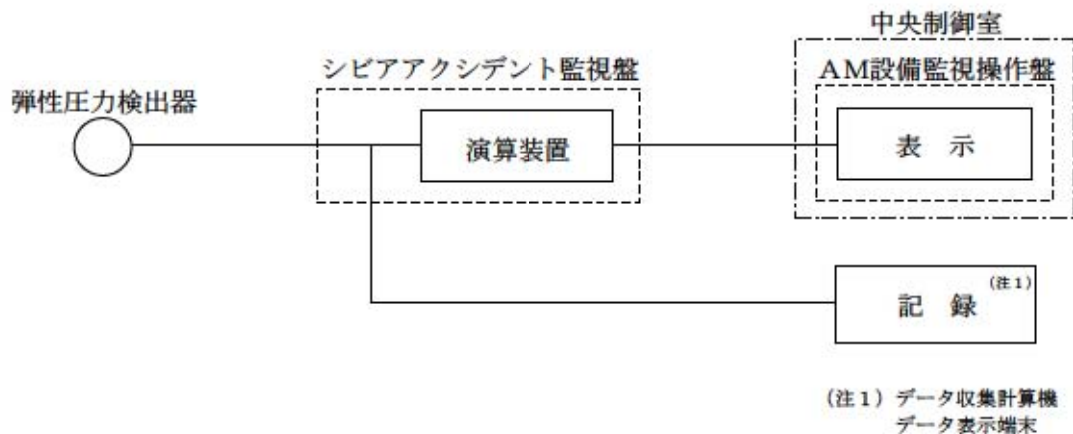 中央制御室
シビアアクシデント監視盤
AM設備監視操作盤
弾性圧力検出器
演算装置
表 示
記 録 (注1)
(注1) データ収集計算機
データ表示端末